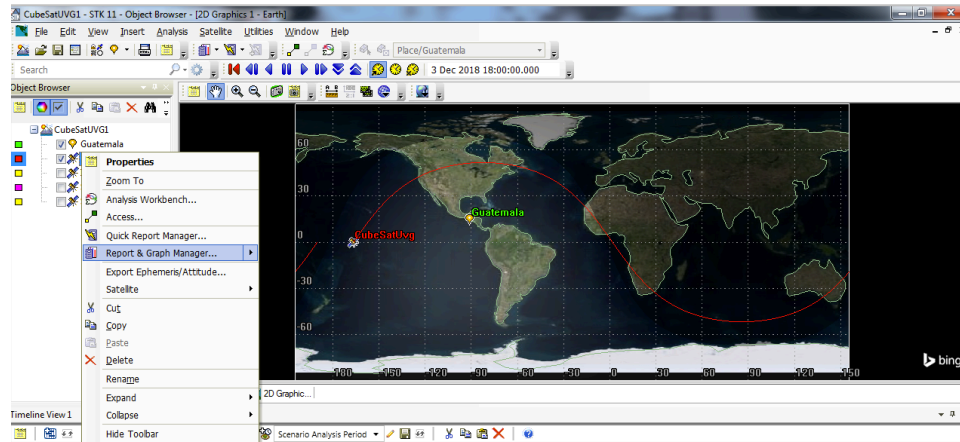 CubeSatUVG1 - STK 11 - Object Browser - [2D Graphics 1 - Earth]
File Edit View Insert Analysis Satellite Utilities Window Help
Place/Guatemala
Search
3 Dec 2018 18:00:00.000
Object Browser
CubeSatUVG1
Guatemala
Properties
Zoom To
Analysis Workbench...
Access...
Quick Report Manager...
Report & Graph Manager...
Export Ephemeris/Attitude...
Satellite
Cut
Copy
Paste
Delete
Rename
Expand
Collapse
Hide Toolbar
60
30
0
-30
-60
Guatemala
CubeSatUvg
-180 -150 -120 -90 -60 -30 0 30 60 90 120 150
bing
2D Graphic...
Timeline View 1
Scenario Analysis Period